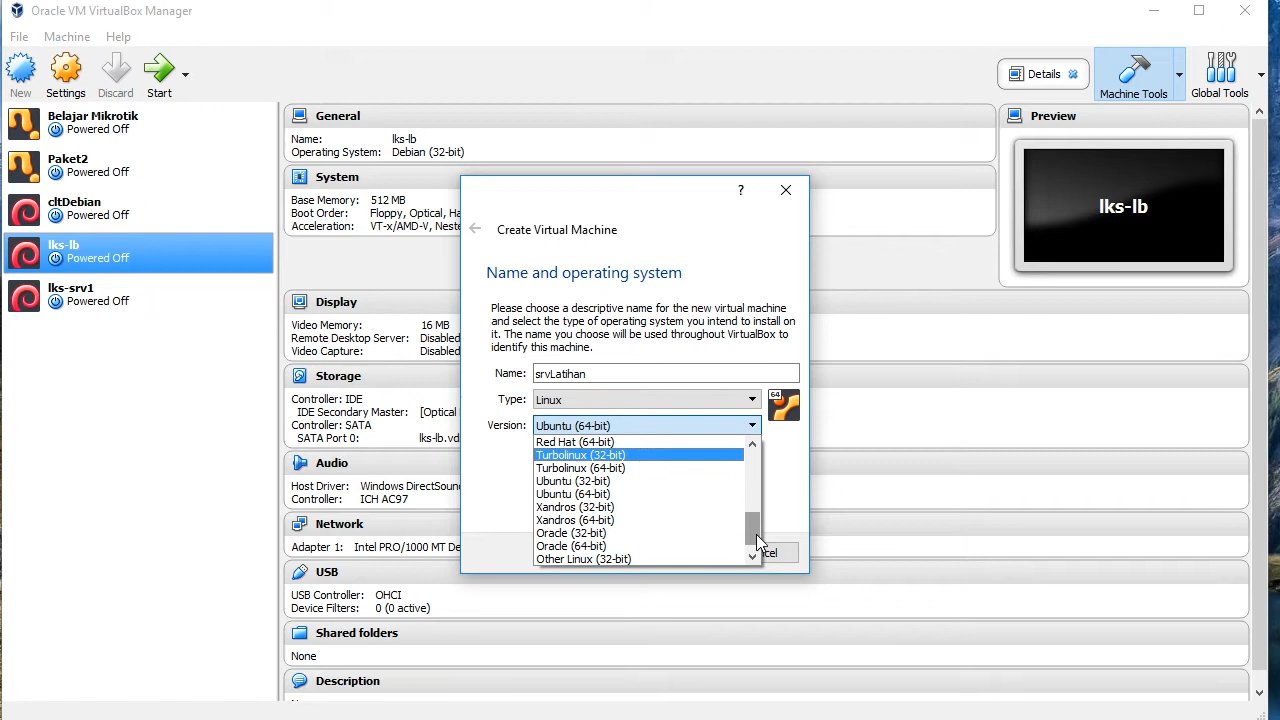 Oracle VM VirtualBox Manager
File Machine Help
New Settings Discard Start
Details
Machine Tools
Global Tools
Belajar Mikrotik
Powered Off
Paket2
Powered Off
cltDebian
Powered Off
lks-lb
Powered Off
lks-srv1
Powered Off
General
Name: lks-lb
Operating System: Debian (32-bit)
System
Base Memory: 512 MB
Boot Order: Floppy, Optical, Ha
Acceleration: VT-x/AMD-V, Neste
Display
Video Memory: 16 MB
Remote Desktop Server: Disabled
Video Capture: Disabled
Storage
Controller: IDE
IDE Secondary Master: [Optical
Controller: SATA
SATA Port 0: lks-lb.vd
Audio
Host Driver: Windows DirectSoun
Controller: ICH AC97
Network
Adapter 1: Intel PRO/1000 MT De
USB
USB Controller: OHCI
Device Filters: 0 (0 active)
Shared folders
None
Description
Preview
lks-lb
?
Create Virtual Machine
Name and operating system
Please choose a descriptive name for the new virtual machine
and select the type of operating system you intend to install on
it. The name you choose will be used throughout VirtualBox to
identify this machine.
Name: srvLatihan
Type: Linux
64
Version: Ubuntu (64-bit)
Red Hat (64-bit)
Turbolinux (32-bit)
Turbolinux (64-bit)
Ubuntu (32-bit)
Ubuntu (64-bit)
Xandros (32-bit)
Xandros (64-bit)
Oracle (32-bit)
Oracle (64-bit)
Other Linux (32-bit)
cel